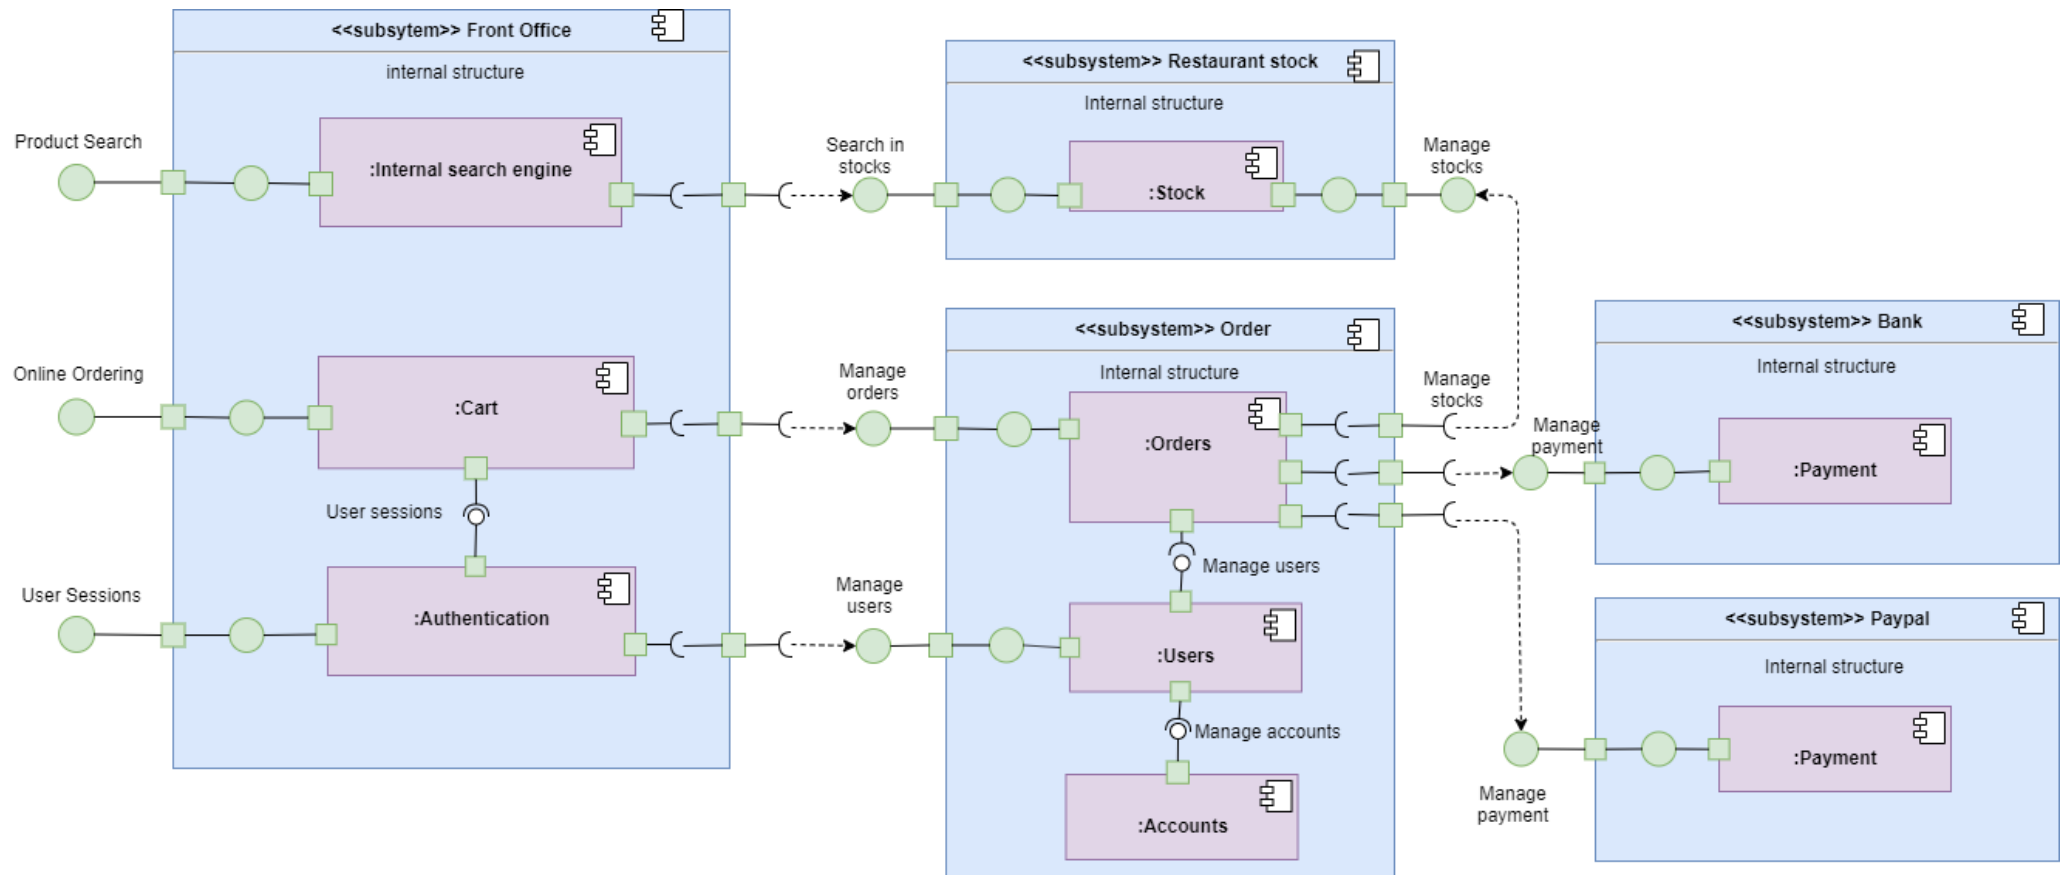 <<subsytem>> Front Office
internal structure
Product Search
:Internal search engine
Online Ordering
:Cart
User sessions
User Sessions
:Authentication
Search in
stocks
<<subsystem>> Restaurant stock
Internal structure
:Stock
Manage
stocks
Manage
orders
<<subsystem>> Order
Internal structure
:Orders
Manage
stocks
Manage users
Manage
users
:Users
Manage accounts
:Accounts
Manage
payment
<<subsystem>> Bank
Internal structure
:Payment
<<subsystem>> Paypal
Internal structure
:Payment
Manage
payment